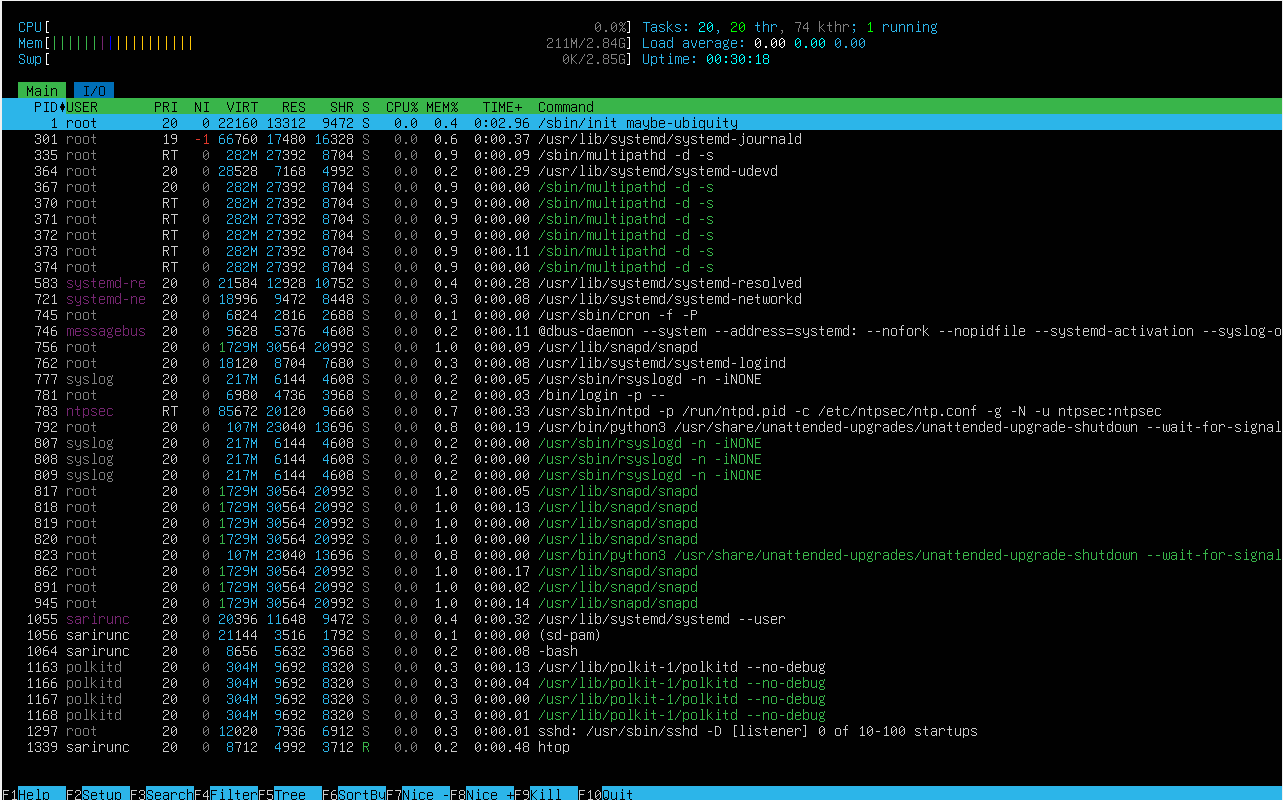 CPU[ 0.0%] Tasks: 20, 20 thr, 74 kthr; 1 running
Mem[||||||||||||||||||| 211M/2.84G] Load average: 0.00 0.00 0.00
Swp[ 0K/2.85G] Uptime: 00:30:18
Main I/O
PID♦USER PRI NI VIRT RES SHR S CPU% MEM% TIME+ Command
1 root 20 0 22160 13312 9472 S 0.0 0.4 0:02.96 /sbin/init maybe-ubiquity
301 root 19 -1 66760 17480 16328 S 0.0 0.6 0:00.37 /usr/lib/systemd/systemd-journald
335 root RT 0 282M 27392 8704 S 0.0 0.9 0:00.09 /sbin/multipathd -d -s
364 root 20 0 28528 7168 4992 S 0.0 0.2 0:00.29 /usr/lib/systemd/systemd-udevd
367 root 20 0 282M 27392 8704 S 0.0 0.9 0:00.00 /sbin/multipathd -d -s
370 root RT 0 282M 27392 8704 S 0.0 0.9 0:00.00 /sbin/multipathd -d -s
371 root RT 0 282M 27392 8704 S 0.0 0.9 0:00.00 /sbin/multipathd -d -s
372 root RT 0 282M 27392 8704 S 0.0 0.9 0:00.00 /sbin/multipathd -d -s
373 root RT 0 282M 27392 8704 S 0.0 0.9 0:00.11 /sbin/multipathd -d -s
374 root RT 0 282M 27392 8704 S 0.0 0.9 0:00.00 /sbin/multipathd -d -s
583 systemd-re 20 0 21584 12928 10752 S 0.0 0.4 0:00.28 /usr/lib/systemd/systemd-resolved
721 systemd-ne 20 0 18996 9472 8448 S 0.0 0.3 0:00.08 /usr/lib/systemd/systemd-networkd
745 root 20 0 6824 2816 2688 S 0.0 0.1 0:00.00 /usr/sbin/cron -f -P
746 messagebus 20 0 9628 5376 4608 S 0.0 0.2 0:00.11 @dbus-daemon --system --address=systemd: --nofork --nopidfile --systemd-activation --syslog-o
756 root 20 0 1729M 30564 20992 S 0.0 1.0 0:00.09 /usr/lib/snapd/snapd
762 root 20 0 18120 8704 7680 S 0.0 0.3 0:00.08 /usr/lib/systemd/systemd-logind
777 syslog 20 0 217M 6144 4608 S 0.0 0.2 0:00.05 /usr/sbin/rsyslogd -n -iNONE
781 root 20 0 6980 4736 3968 S 0.0 0.2 0:00.03 /bin/login -p --
783 ntpsec RT 0 85672 20120 9660 S 0.0 0.7 0:00.33 /usr/sbin/ntpd -p /run/ntpd.pid -c /etc/ntpsec/ntp.conf -g -N -u ntpsec:ntpsec
792 root 20 0 107M 23040 13696 S 0.0 0.8 0:00.19 /usr/bin/python3 /usr/share/unattended-upgrades/unattended-upgrade-shutdown --wait-for-signal
807 syslog 20 0 217M 6144 4608 S 0.0 0.2 0:00.00 /usr/sbin/rsyslogd -n -iNONE
808 syslog 20 0 217M 6144 4608 S 0.0 0.2 0:00.00 /usr/sbin/rsyslogd -n -iNONE
809 syslog 20 0 217M 6144 4608 S 0.0 0.2 0:00.00 /usr/sbin/rsyslogd -n -iNONE
817 root 20 0 1729M 30564 20992 S 0.0 1.0 0:00.05 /usr/lib/snapd/snapd
818 root 20 0 1729M 30564 20992 S 0.0 1.0 0:00.13 /usr/lib/snapd/snapd
819 root 20 0 1729M 30564 20992 S 0.0 1.0 0:00.00 /usr/lib/snapd/snapd
820 root 20 0 1729M 30564 20992 S 0.0 1.0 0:00.00 /usr/lib/snapd/snapd
823 root 20 0 107M 23040 13696 S 0.0 0.8 0:00.00 /usr/bin/python3 /usr/share/unattended-upgrades/unattended-upgrade-shutdown --wait-for-signal
862 root 20 0 1729M 30564 20992 S 0.0 1.0 0:00.17 /usr/lib/snapd/snapd
891 root 20 0 1729M 30564 20992 S 0.0 1.0 0:00.02 /usr/lib/snapd/snapd
945 root 20 0 1729M 30564 20992 S 0.0 1.0 0:00.14 /usr/lib/snapd/snapd
1055 sarirunc 20 0 20396 11648 9472 S 0.0 0.4 0:00.32 /usr/lib/systemd/systemd --user
1056 sarirunc 20 0 21144 3516 1792 S 0.0 0.1 0:00.00 (sd-pam)
1064 sarirunc 20 0 8656 5632 3968 S 0.0 0.2 0:00.08 -bash
1163 polkitd 20 0 304M 9692 8320 S 0.0 0.3 0:00.13 /usr/lib/polkit-1/polkitd --no-debug
1166 polkitd 20 0 304M 9692 8320 S 0.0 0.3 0:00.04 /usr/lib/polkit-1/polkitd --no-debug
1167 polkitd 20 0 304M 9692 8320 S 0.0 0.3 0:00.00 /usr/lib/polkit-1/polkitd --no-debug
1168 polkitd 20 0 304M 9692 8320 S 0.0 0.3 0:00.01 /usr/lib/polkit-1/polkitd --no-debug
1297 root 20 0 12020 7936 6912 S 0.0 0.3 0:00.01 sshd: /usr/sbin/sshd -D [listener] 0 of 10-100 startups
1339 sarirunc 20 0 8712 4992 3712 R 0.0 0.2 0:00.48 htop
F1Help F2Setup F3SearchF4FilterF5Tree F6SortByF7Nice -F8Nice +F9Kill F10Quit